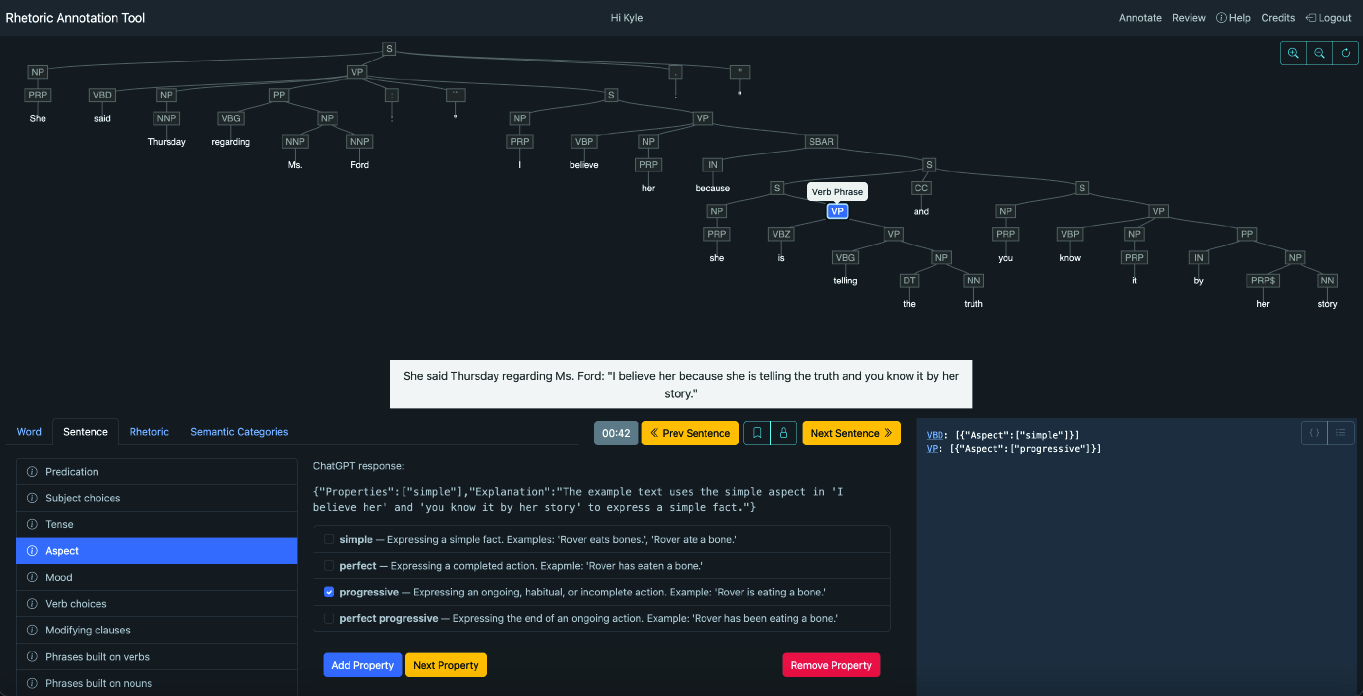 Rhetoric Annotation Tool
Hi Kyle
Annotate Review Help Credits Logout
S
NP VP . "
PRP VBD NP PP : `` S . "
She said NNP VBG NP : " NP VP
Thursday regarding NNP NNP PRP VBP NP SBAR
Ms. Ford I believe PRP IN S
her because S Verb Phrase CC S
NP VP and NP VP
PRP VBZ VP PRP VBP NP PP
she is VBG NP you know PRP IN NP
telling DT NN it by PRP$ NN
the truth her story
She said Thursday regarding Ms. Ford: "I believe her because she is telling the truth and you know it by her
story."
Word Sentence Rhetoric Semantic Categories
00:42 Prev Sentence Next Sentence
Predication
Subject choices
Tense
Aspect
Mood
Verb choices
Modifying clauses
Phrases built on verbs
Phrases built on nouns
ChatGPT response:
{"Properties":["simple"],"Explanation":"The example text uses the simple aspect in 'I
believe her' and 'you know it by her story' to express a simple fact."}
simple — Expressing a simple fact. Examples: 'Rover eats bones.', 'Rover ate a bone.'
perfect — Expressing a completed action. Exapmle: 'Rover has eaten a bone.'
progressive — Expressing an ongoing, habitual, or incomplete action. Example: 'Rover is eating a bone.'
perfect progressive — Expressing the end of an ongoing action. Example: 'Rover has been eating a bone.'
Add Property Next Property Remove Property
VBD: [{"Aspect":["simple"]}]
VP: [{"Aspect":["progressive"]}]
{ }